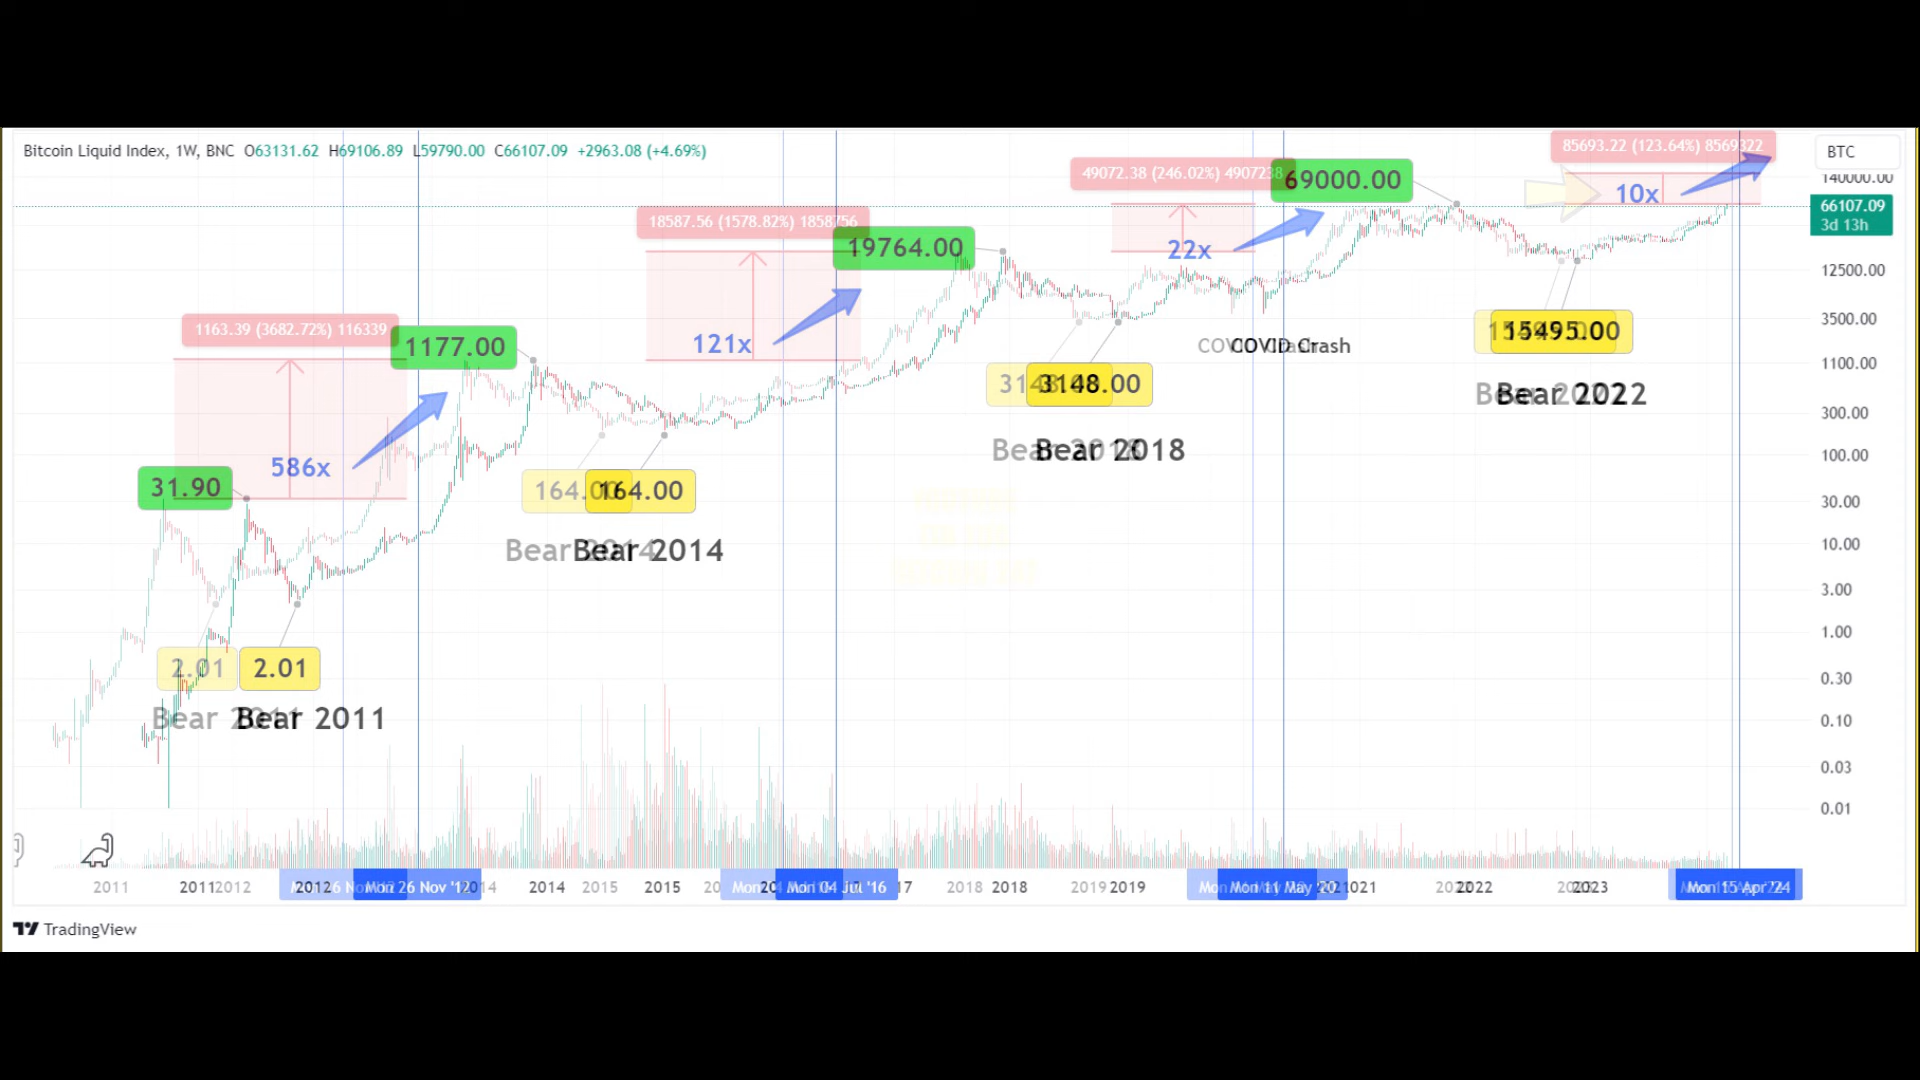 Bitcoin Liquid Index, 1W, BNC O63131.62 H69106.89 L59790.00 C66107.09 +2963.08 (+4.69%)
85693.22 (123.64%) 8569322
BTC
10x
140000.00
66107.09
3d 13h
49072.38 (246.02%) 4907238
69000.00
22x
18587.56 (1578.82%) 1858756
19764.00
121x
1163.39 (3682.72%) 116339
1177.00
586x
31.90
12500.00
3500.00
1100.00
300.00
100.00
30.00
10.00
3.00
1.00
0.30
0.10
0.03
0.01
COVID Crash
15495.00
Bear 2022
3148.00
Bear 2018
164.00
Bear 2014
2.01
2.01
Bear 2011
2011 2011 2012 2012 Mon 26 Nov '12 2014 2015 2015 Mon 04 Jul '16 2018 2018 2019 2019 Mon 11 May '20 2022 2023 Mon 15 Apr '24
TradingView